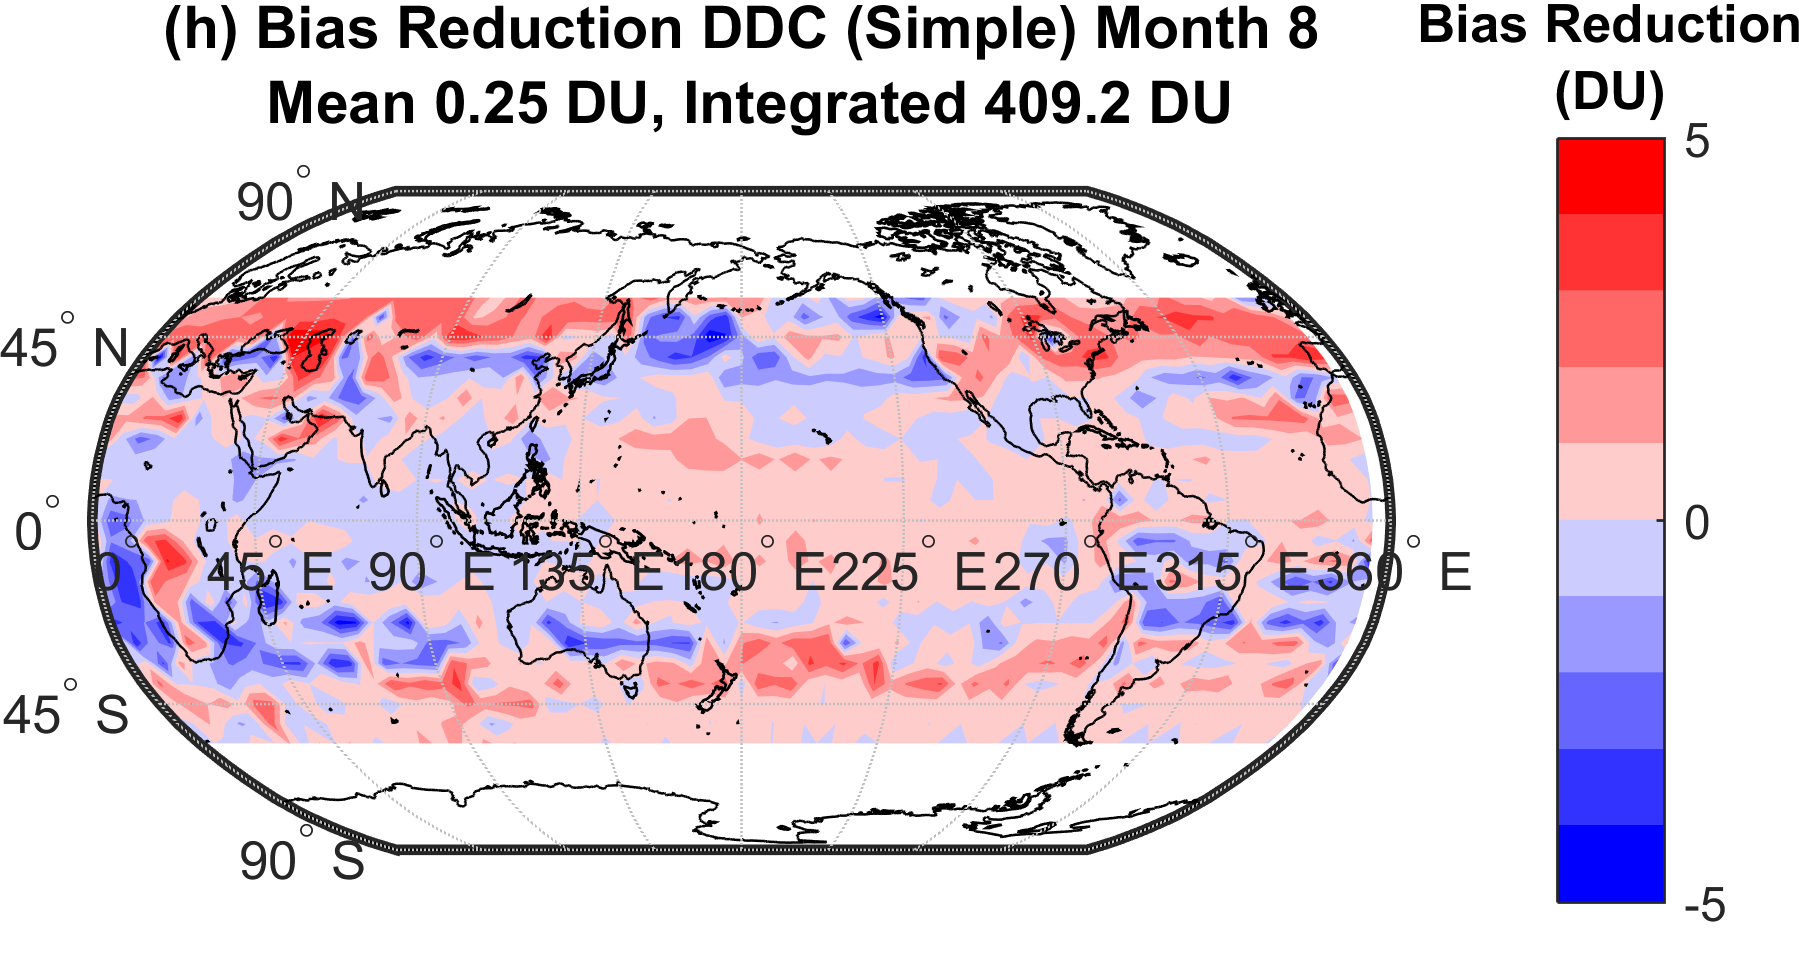 (h) Bias Reduction DDC (Simple) Month 8
Mean 0.25 DU, Integrated 409.2 DU
Bias Reduction
(DU)
5
0
-5
90° N
45° N
0°
45° S
90° S
0° 45° E 90° E 135° E 180° E 225° E 270° E 315° E 360° E